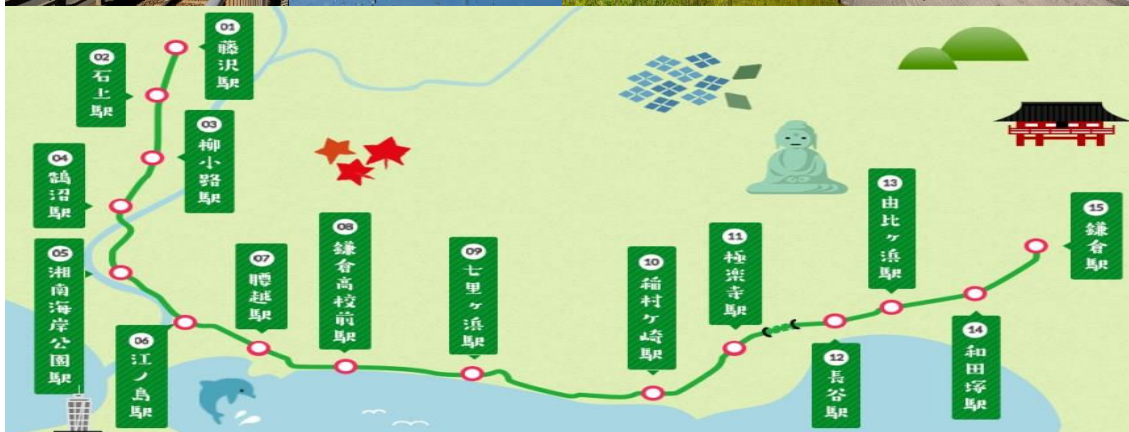 01
藤沢駅
02
石上駅
03
柳小路駅
04
鵠沼駅
05
湘南海岸公園駅
06
江ノ島駅
07
腰越駅
08
鎌倉高校前駅
09
七里ヶ浜駅
10
稲村ヶ崎駅
11
極楽寺駅
12
長谷駅
13
由比ヶ浜駅
14
和田塚駅
15
鎌倉駅